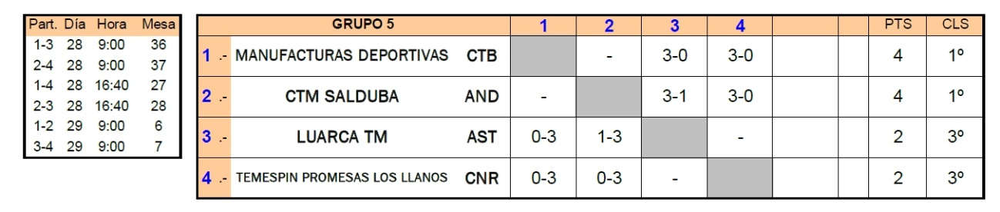 Part. Día Hora Mesa
1-3 28 9:00 36
2-4 28 9:00 37
1-4 28 16:40 27
2-3 28 16:40 28
1-2 29 9:00 6
3-4 29 9:00 7
GRUPO 5 1 2 3 4 PTS CLS
1 .- MANUFACTURAS DEPORTIVAS CTB - 3-0 3-0 4 1º
2 .- CTM SALDUBA AND - 3-1 3-0 4 1º
3 .- LUARCA TM AST 0-3 1-3 - 2 3º
4 .- TEMESPIN PROMESAS LOS LLANOS CNR 0-3 0-3 - 2 3º